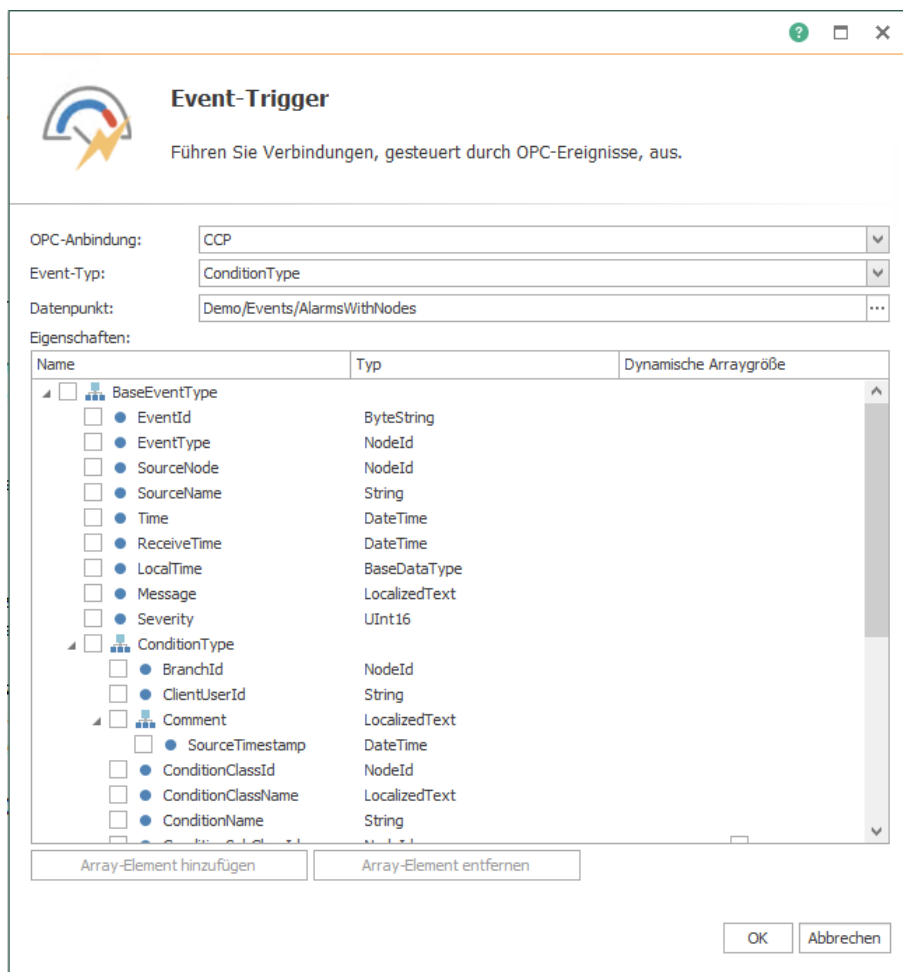 ?
Event-Trigger
Führen Sie Verbindungen, gesteuert durch OPC-Ereignisse, aus.
OPC-Anbindung: CCP
Event-Typ: ConditionType
Datenpunkt: Demo/Events/AlarmsWithNodes ...
Eigenschaften:
Name Typ Dynamische Arraygröße
BaseEventType
EventId ByteString
EventType NodeId
SourceNode NodeId
SourceName String
Time DateTime
ReceiveTime DateTime
LocalTime BaseDataType
Message LocalizedText
Severity UInt16
ConditionType
BranchId NodeId
ClientUserId String
Comment LocalizedText
SourceTimestamp DateTime
ConditionClassId NodeId
ConditionClassName LocalizedText
ConditionName String
Array-Element hinzufügen Array-Element entfernen
OK Abbrechen